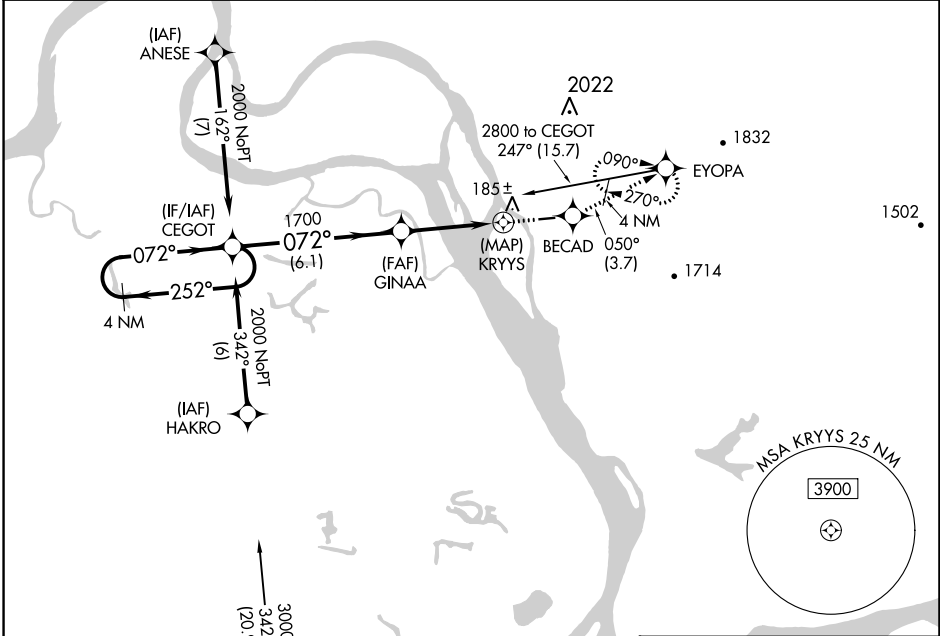 (IAF)
ANESE
2000 NoPT
162°
(7)
2022
2800 to CEGOT
247° (15.7)
1832
090°
EYOPA
270°
4 NM
185±
1502
(IF/IAF)
CEGOT
1700
072°
(6.1)
072°
252°
4 NM
(FAF)
GINAA
(MAP)
KRYYS
BECAD
050°
(3.7)
1714
2000 NoPT
342°
(6)
(IAF)
HAKRO
MSA KRYYS 25 NM
3900
3000
342